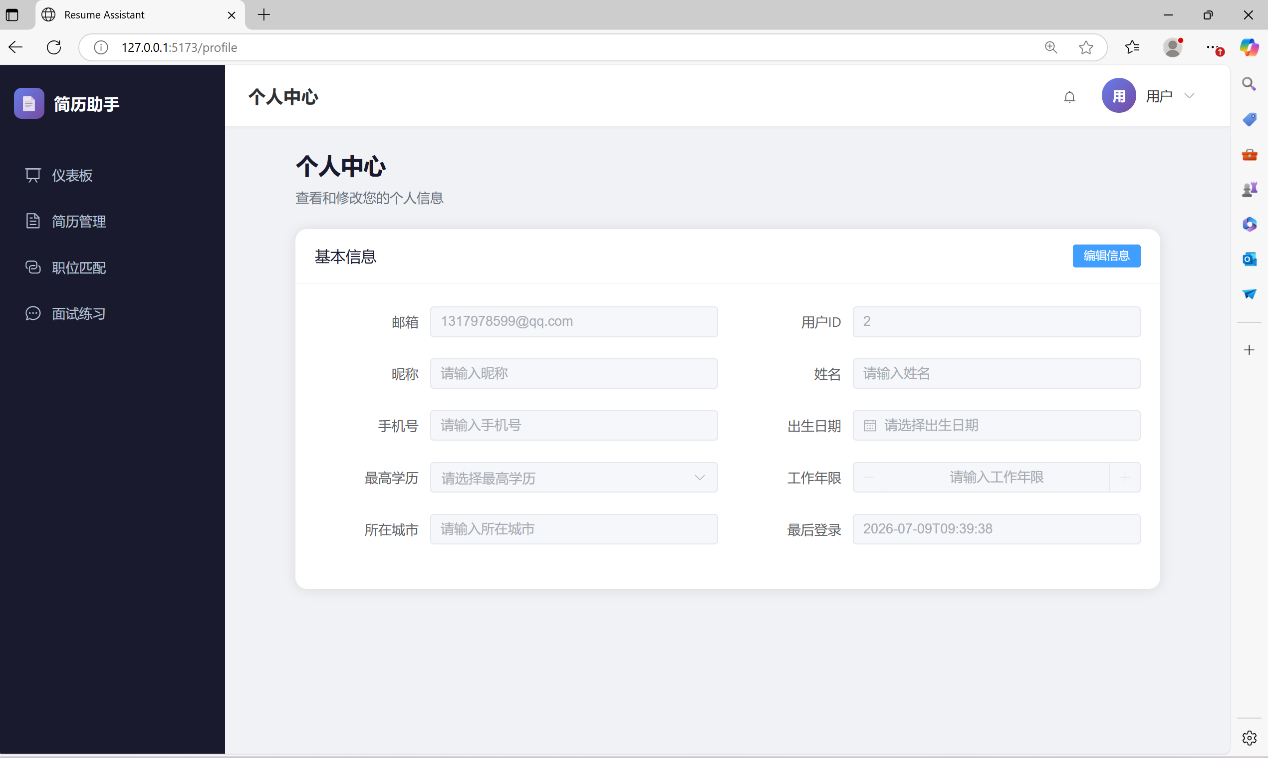 Resume Assistant
127.0.0.1:5173/profile
简历助手
个人中心
用
用户
仪表板
简历管理
职位匹配
面试练习
个人中心
查看和修改您的个人信息
基本信息
编辑信息
邮箱 1317978599@qq.com 用户ID 2
昵称 请输入昵称 姓名 请输入姓名
手机号 请输入手机号 出生日期 请选择出生日期
最高学历 请选择最高学历 工作年限 请输入工作年限
所在城市 请输入所在城市 最后登录 2026-07-09T09:39:38